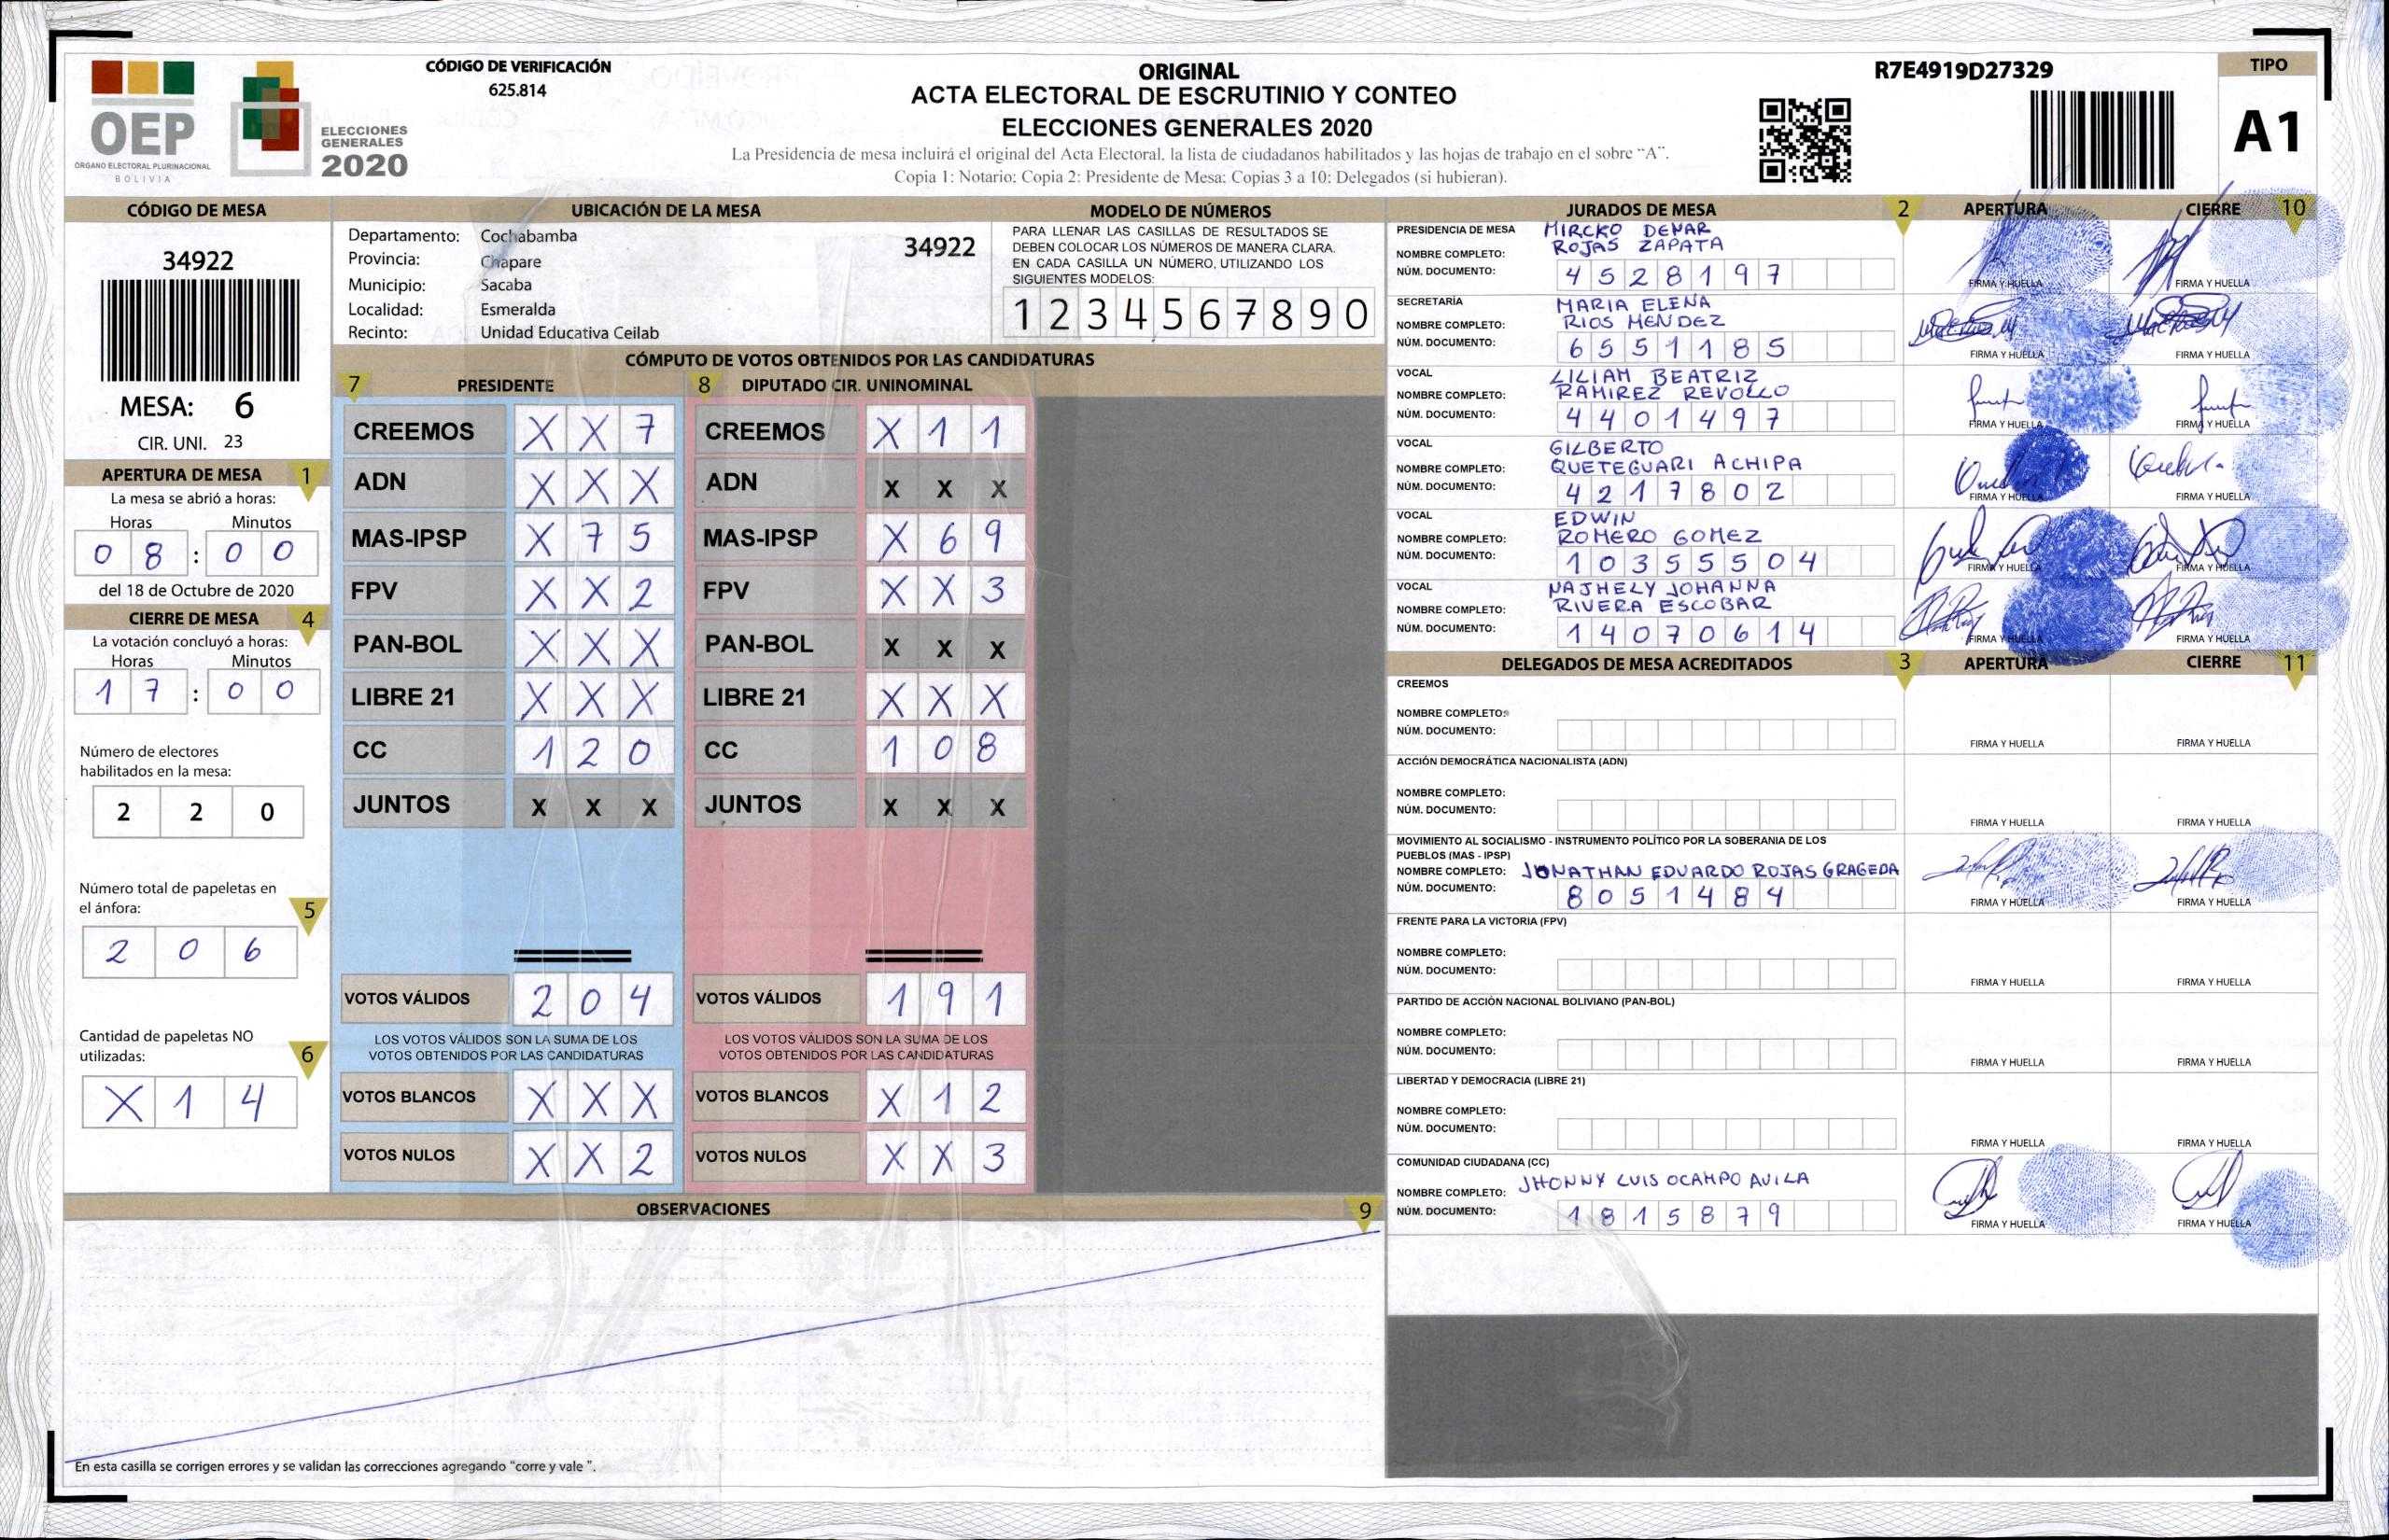 OEP
ÓRGANO ELECTORAL PLURINACIONAL
BOLIVIA
ELECCIONES
GENERALES
2020
CÓDIGO DE VERIFICACIÓN
625.814
ORIGINAL
ACTA ELECTORAL DE ESCRUTINIO Y CONTEO
ELECCIONES GENERALES 2020
La Presidencia de mesa incluirá el original del Acta Electoral, la lista de ciudadanos habilitados y las hojas de trabajo en el sobre "A".
Copia 1: Notario; Copia 2: Presidente de Mesa; Copias 3 a 10: Delegados (si hubieran).
R7E4919D27329
TIPO
A1
CÓDIGO DE MESA
34922
MESA: 6
CIR. UNI. 23
APERTURA DE MESA 1
La mesa se abrió a horas:
Horas Minutos
0 8 : 0 0
del 18 de Octubre de 2020
CIERRE DE MESA 4
La votación concluyó a horas:
Horas Minutos
1 7 : 0 0
Número de electores
habilitados en la mesa:
2 2 0
Número total de papeletas en
el ánfora: 5
2 0 6
Cantidad de papeletas NO
utilizadas: 6
X 1 4
UBICACIÓN DE LA MESA
Departamento: Cochabamba
Provincia: Chapare
Municipio: Sacaba
Localidad: Esmeralda
Recinto: Unidad Educativa Ceilab
34922
MODELO DE NÚMEROS
PARA LLENAR LAS CASILLAS DE RESULTADOS SE
DEBEN COLOCAR LOS NÚMEROS DE MANERA CLARA.
EN CADA CASILLA UN NÚMERO, UTILIZANDO LOS
SIGUIENTES MODELOS:
1 2 3 4 5 6 7 8 9 0
CÓMPUTO DE VOTOS OBTENIDOS POR LAS CANDIDATURAS
7 PRESIDENTE 8 DIPUTADO CIR. UNINOMINAL
CREEMOS X X 7 CREEMOS X 1 1
ADN X X X ADN X X X
MAS-IPSP X 7 5 MAS-IPSP X 6 9
FPV X X 2 FPV X X 3
PAN-BOL X X X PAN-BOL X X X
LIBRE 21 X X X LIBRE 21 X X X
CC 1 2 0 CC 1 0 8
JUNTOS X X X JUNTOS X X X
VOTOS VÁLIDOS 2 0 4 VOTOS VÁLIDOS 1 9 1
LOS VOTOS VÁLIDOS SON LA SUMA DE LOS LOS VOTOS VÁLIDOS SON LA SUMA DE LOS
VOTOS OBTENIDOS POR LAS CANDIDATURAS VOTOS OBTENIDOS POR LAS CANDIDATURAS
VOTOS BLANCOS X X X VOTOS BLANCOS X 1 2
VOTOS NULOS X X 2 VOTOS NULOS X X 3
OBSERVACIONES 9
En esta casilla se corrigen errores y se validan las correcciones agregando "corre y vale ".
JURADOS DE MESA 2 APERTURA CIERRE 10
PRESIDENCIA DE MESA MIRCKO DENAR
NOMBRE COMPLETO: ROJAS ZAPATA
NÚM. DOCUMENTO: 4 5 2 8 1 9 7
FIRMA Y HUELLA FIRMA Y HUELLA
SECRETARÍA MARIA ELENA
NOMBRE COMPLETO: RIOS MENDEZ
NÚM. DOCUMENTO: 6 5 5 1 1 8 5
FIRMA Y HUELLA FIRMA Y HUELLA
VOCAL LILIAM BEATRIZ
NOMBRE COMPLETO: RAMIREZ REVOLLO
NÚM. DOCUMENTO: 4 4 0 1 4 9 7
FIRMA Y HUELLA FIRMA Y HUELLA
VOCAL GILBERTO
NOMBRE COMPLETO: QUETEGUARI ACHIPA
NÚM. DOCUMENTO: 4 2 1 7 8 0 2
FIRMA Y HUELLA FIRMA Y HUELLA
VOCAL EDWIN
NOMBRE COMPLETO: ROMERO GOMEZ
NÚM. DOCUMENTO: 1 0 3 5 5 5 0 4
FIRMA Y HUELLA FIRMA Y HUELLA
VOCAL NAJHELY JOHANNA
NOMBRE COMPLETO: RIVERA ESCOBAR
NÚM. DOCUMENTO: 1 4 0 7 0 6 1 4
FIRMA Y HUELLA FIRMA Y HUELLA
DELEGADOS DE MESA ACREDITADOS 3 APERTURA CIERRE 11
CREEMOS
NOMBRE COMPLETO:
NÚM. DOCUMENTO:
FIRMA Y HUELLA FIRMA Y HUELLA
ACCIÓN DEMOCRÁTICA NACIONALISTA (ADN)
NOMBRE COMPLETO:
NÚM. DOCUMENTO:
FIRMA Y HUELLA FIRMA Y HUELLA
MOVIMIENTO AL SOCIALISMO - INSTRUMENTO POLÍTICO POR LA SOBERANIA DE LOS
PUEBLOS (MAS - IPSP)
NOMBRE COMPLETO: JONATHAN EDUARDO ROJAS GRAGEDA
NÚM. DOCUMENTO: 8 0 5 1 4 8 4
FIRMA Y HUELLA FIRMA Y HUELLA
FRENTE PARA LA VICTORIA (FPV)
NOMBRE COMPLETO:
NÚM. DOCUMENTO:
FIRMA Y HUELLA FIRMA Y HUELLA
PARTIDO DE ACCIÓN NACIONAL BOLIVIANO (PAN-BOL)
NOMBRE COMPLETO:
NÚM. DOCUMENTO:
FIRMA Y HUELLA FIRMA Y HUELLA
LIBERTAD Y DEMOCRACIA (LIBRE 21)
NOMBRE COMPLETO:
NÚM. DOCUMENTO:
FIRMA Y HUELLA FIRMA Y HUELLA
COMUNIDAD CIUDADANA (CC)
NOMBRE COMPLETO: JHONNY LUIS OCAMPO AVILA
NÚM. DOCUMENTO: 1 8 1 5 8 7 9
FIRMA Y HUELLA FIRMA Y HUELLA